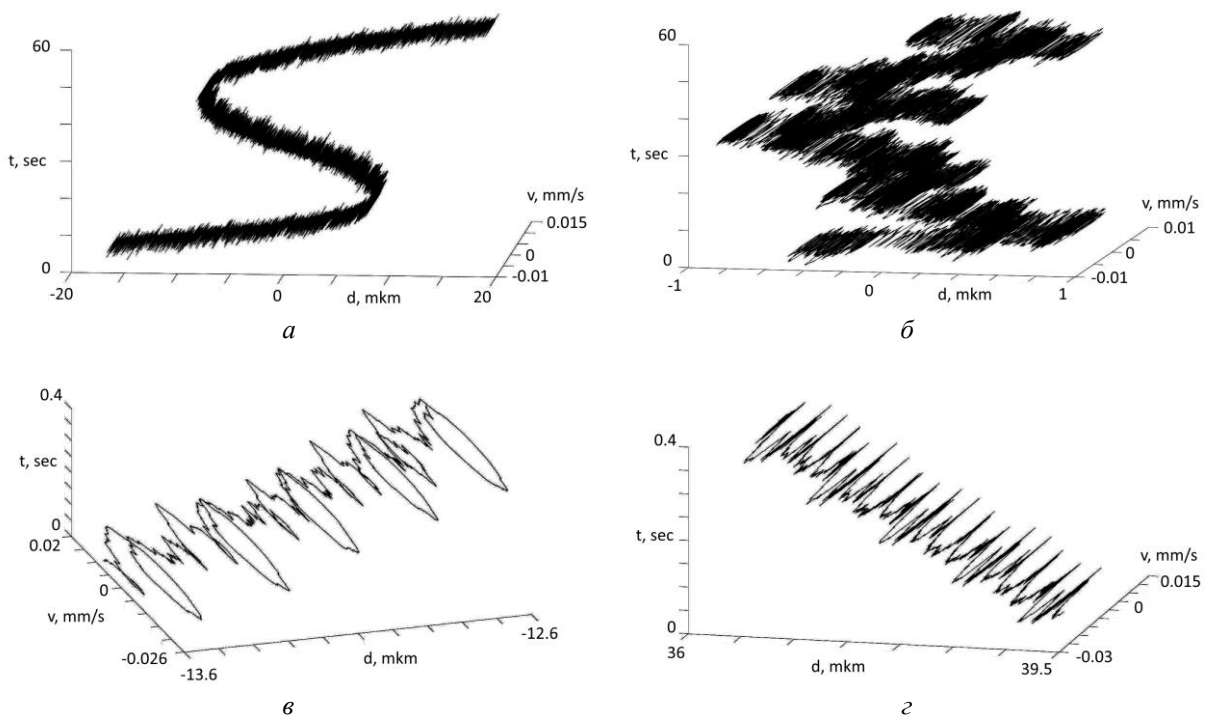 60
t, sec
0
-20
0
d, mkm
20
v, mm/s
0.015
0
-0.01
а
60
t, sec
0
-1
0
d, mkm
1
v, mm/s
0.01
0
-0.01
б
0.4
t, sec
0
0.02
0
v, mm/s
-0.026
-13.6
d, mkm
-12.6
в
0.4
t, sec
0
36
d, mkm
39.5
v, mm/s
0.015
0
-0.03
г